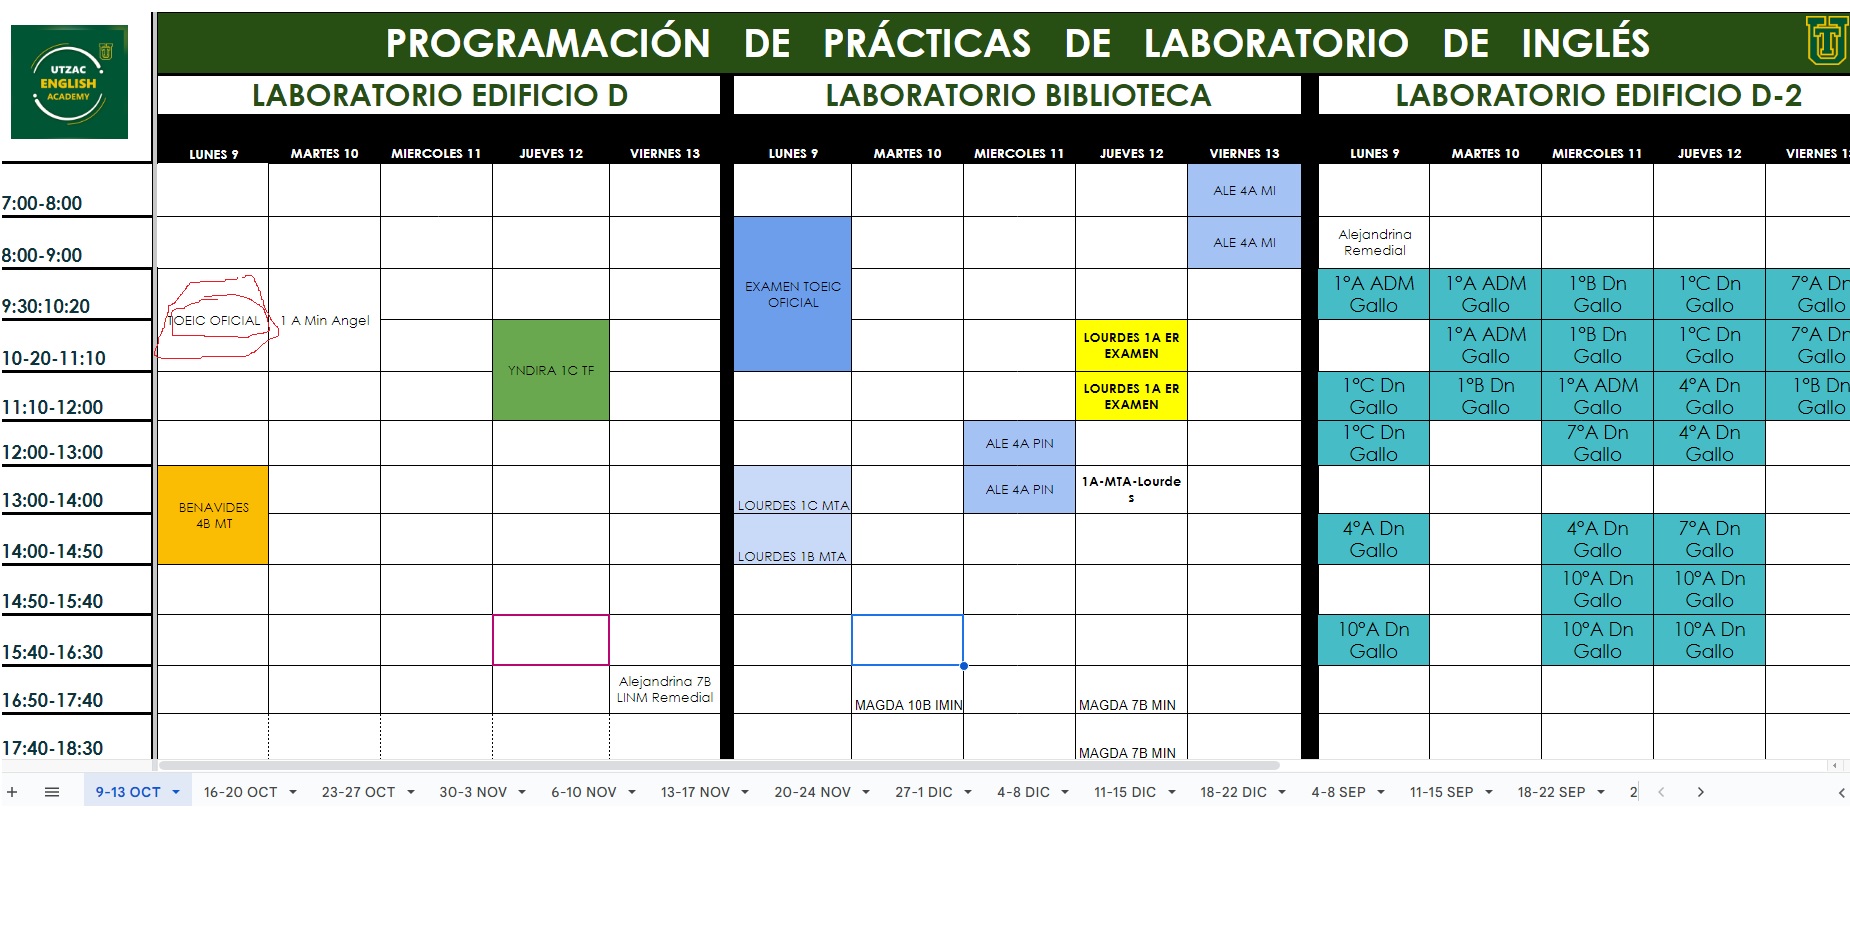 UTZAC
ENGLISH
ACADEMY
PROGRAMACIÓN DE PRÁCTICAS DE LABORATORIO DE INGLÉS
LABORATORIO EDIFICIO D
LABORATORIO BIBLIOTECA
LABORATORIO EDIFICIO D-2
LUNES 9 MARTES 10 MIERCOLES 11 JUEVES 12 VIERNES 13 LUNES 9 MARTES 10 MIERCOLES 11 JUEVES 12 VIERNES 13 LUNES 9 MARTES 10 MIERCOLES 11 JUEVES 12 VIERNES 1
7:00-8:00
ALE 4A MI
8:00-9:00
ALE 4A MI
Alejandrina
Remedial
EXAMEN TOEIC
OFICIAL
9:30:10:20
TOEIC OFICIAL
1 A Min Angel
1°A ADM
Gallo
1°A ADM
Gallo
1°B Dn
Gallo
1°C Dn
Gallo
7°A Dn
Gallo
10-20-11:10
YNDIRA 1C TF
LOURDES 1A ER
EXAMEN
1°A ADM
Gallo
1°B Dn
Gallo
1°C Dn
Gallo
7°A Dn
Gallo
11:10-12:00
LOURDES 1A ER
EXAMEN
1°C Dn
Gallo
1°B Dn
Gallo
1°A ADM
Gallo
4°A Dn
Gallo
1°B Dn
Gallo
12:00-13:00
ALE 4A PIN
1°C Dn
Gallo
7°A Dn
Gallo
4°A Dn
Gallo
13:00-14:00
BENAVIDES
4B MT
LOURDES 1C MTA
ALE 4A PIN
1A-MTA-Lourde
s
14:00-14:50
LOURDES 1B MTA
4°A Dn
Gallo
4°A Dn
Gallo
7°A Dn
Gallo
14:50-15:40
10°A Dn
Gallo
10°A Dn
Gallo
15:40-16:30
10°A Dn
Gallo
10°A Dn
Gallo
10°A Dn
Gallo
16:50-17:40
Alejandrina 7B
LINM Remedial
MAGDA 10B IMIN
MAGDA 7B MIN
17:40-18:30
MAGDA 7B MIN
9-13 OCT 16-20 OCT 23-27 OCT 30-3 NOV 6-10 NOV 13-17 NOV 20-24 NOV 27-1 DIC 4-8 DIC 11-15 DIC 18-22 DIC 4-8 SEP 11-15 SEP 18-22 SEP 2